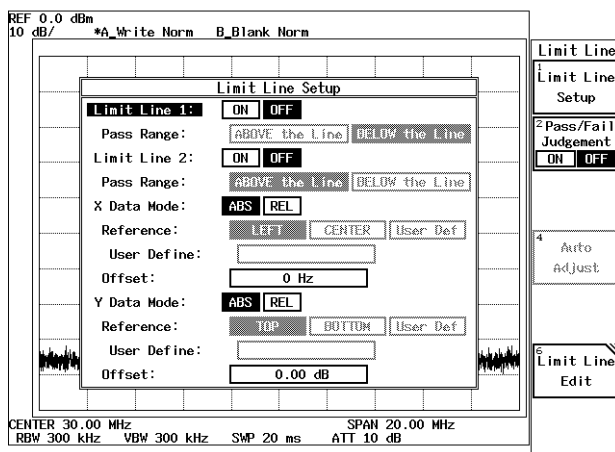 REF 0.0 dBm
10 dB/ *A_Write Norm B_Blank Norm
Limit Line Setup
Limit Line 1: ON OFF
Pass Range: ABOVE the Line BELOW the Line
Limit Line 2: ON OFF
Pass Range: ABOVE the Line BELOW the Line
X Data Mode: ABS REL
Reference: LEFT CENTER User Def
User Define:
Offset: 0 Hz
Y Data Mode: ABS REL
Reference: TOP BOTTOM User Def
User Define:
Offset: 0.00 dB
CENTER 30.00 MHz SPAN 20.00 MHz
RBW 300 kHz VBW 300 kHz SWP 20 ms ATT 10 dB
Limit Line
1
Limit Line
Setup
2 Pass/Fail
Judgement
ON OFF
4
Auto
Adjust
6
Limit Line
Edit